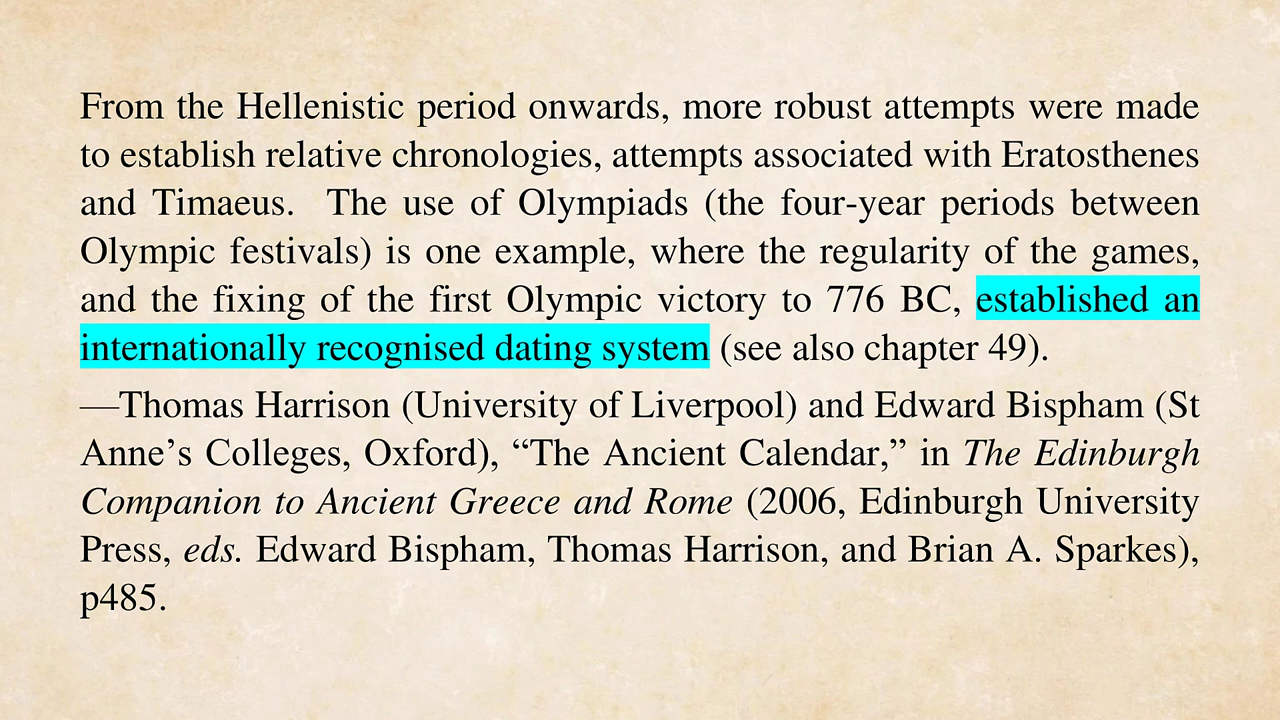 From the Hellenistic period onwards, more robust attempts were made
to establish relative chronologies, attempts associated with Eratosthenes
and Timaeus.  The use of Olympiads (the four-year periods between
Olympic festivals) is one example, where the regularity of the games,
and the fixing of the first Olympic victory to 776 BC, established an
internationally recognised dating system (see also chapter 49).
—Thomas Harrison (University of Liverpool) and Edward Bispham (St
Anne’s Colleges, Oxford), “The Ancient Calendar,” in The Edinburgh
Companion to Ancient Greece and Rome (2006, Edinburgh University
Press, eds. Edward Bispham, Thomas Harrison, and Brian A. Sparkes),
p485.